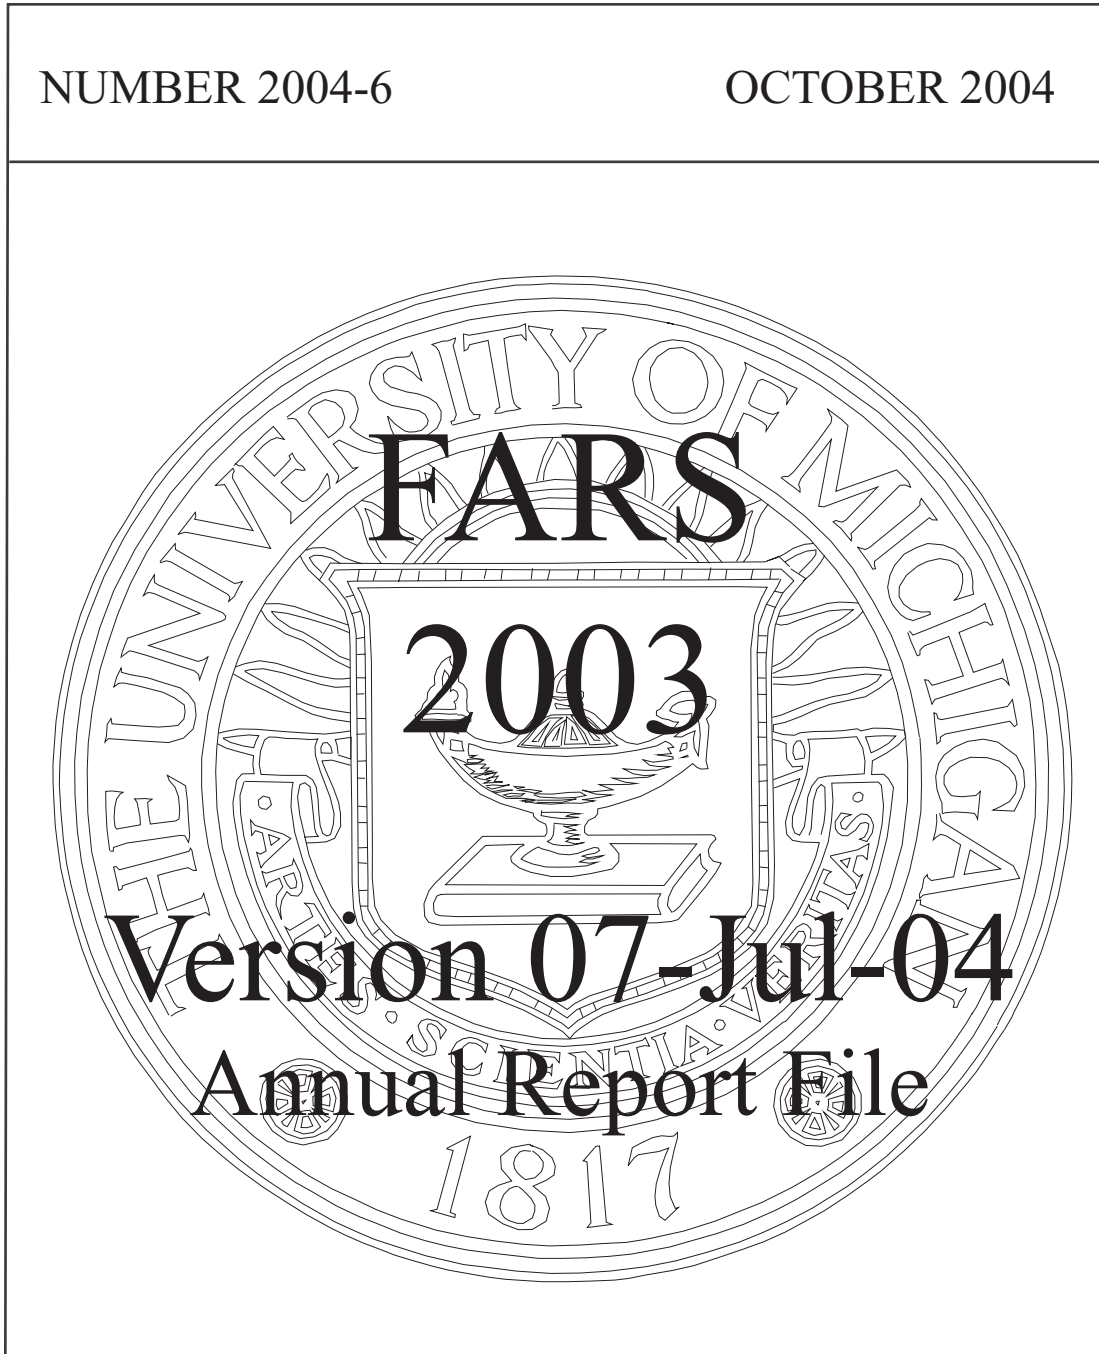 NUMBER 2004-6 OCTOBER 2004
THE UNIVERSITY OF MICHIGAN
FARS
2003
Version 07-Jul-04
Annual Report File
ARTES · SCIENTIA · VERITAS
1817